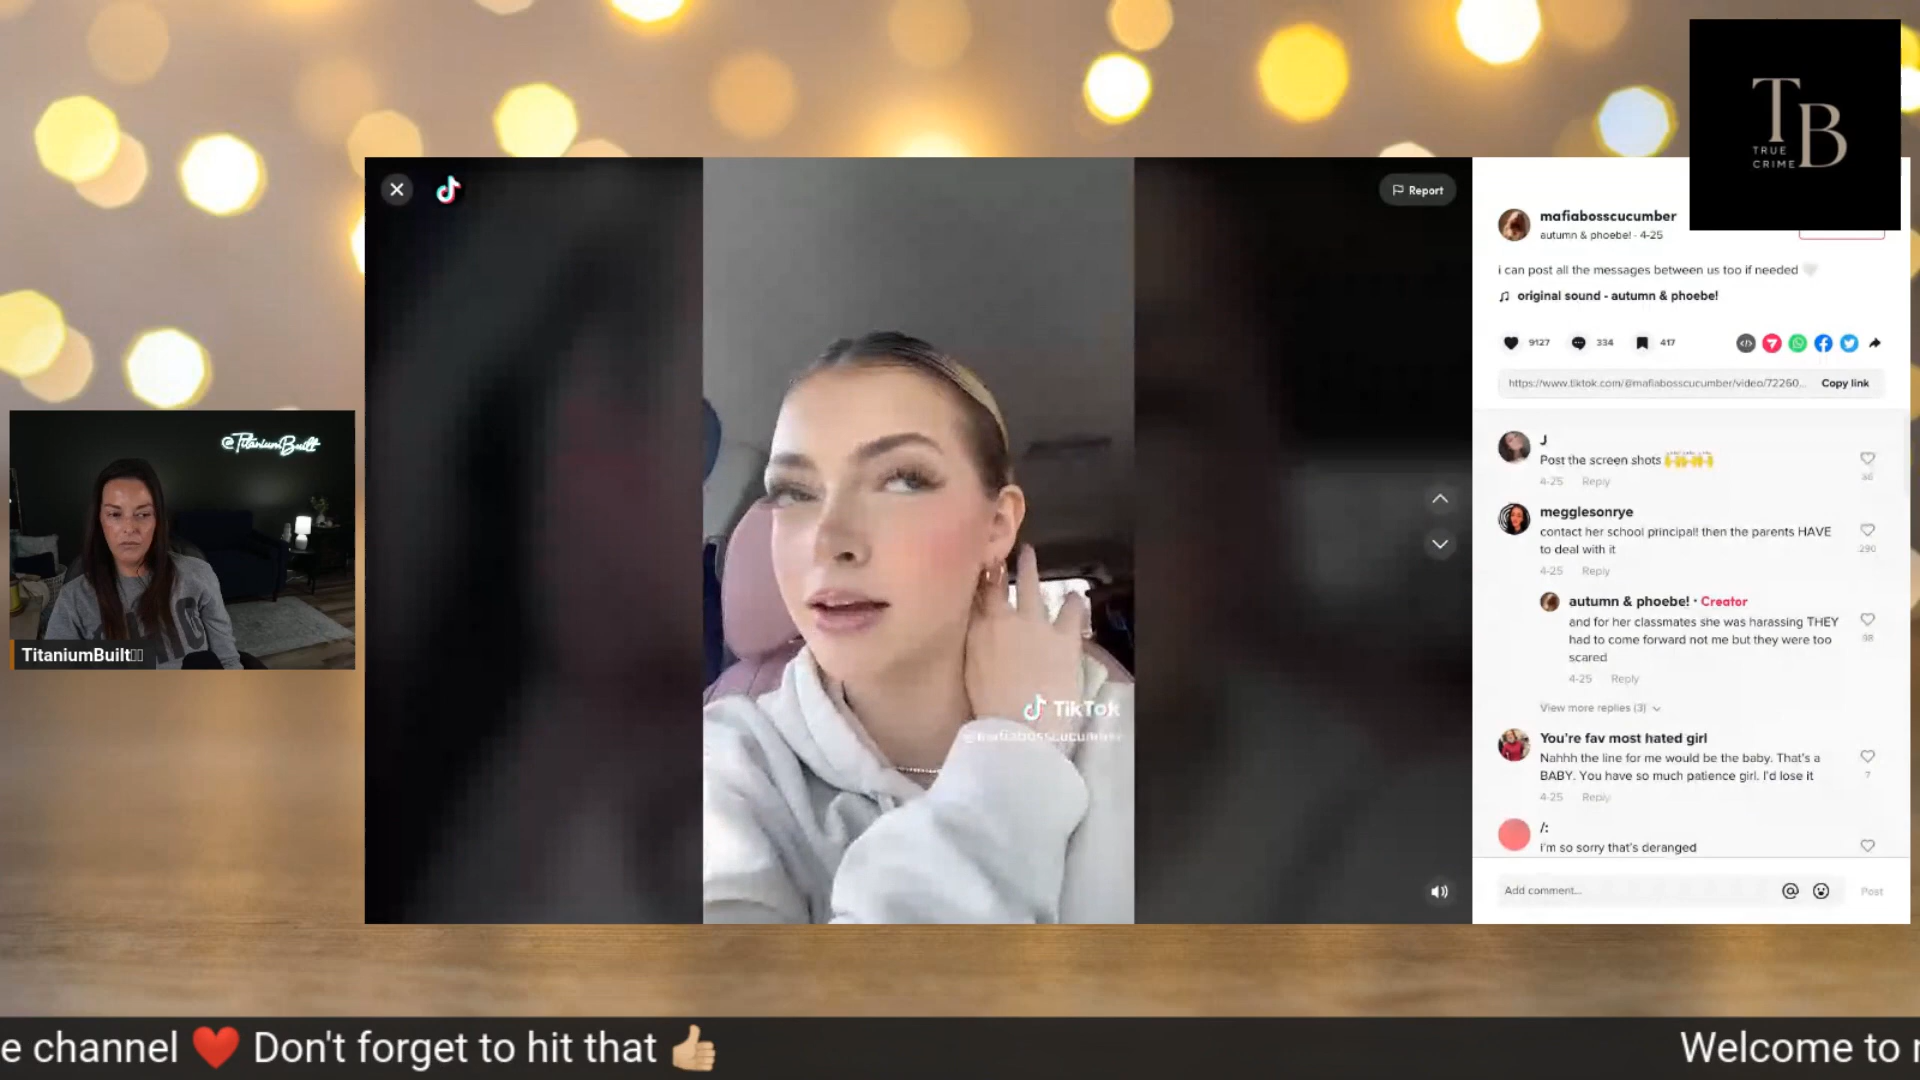 TB
TRUE
CRIME
Report
mafiabosscucumber
autumn & phoebe! · 4-25
i can post all the messages between us too if needed 🤍
original sound - autumn & phoebe!
9127
334
417
https://www.tiktok.com/@mafiabosscucumber/video/72260...
Copy link
J
Post the screen shots
4-25 Reply
megglesonrye
contact her school principal! then the parents HAVE
to deal with it
290
4-25 Reply
autumn & phoebe! · Creator
and for her classmates she was harassing THEY
had to come forward not me but they were too
scared
98
4-25 Reply
View more replies (3)
You're fav most hated girl
Nahhh the line for me would be the baby. That's a
BABY. You have so much patience girl. I'd lose it
7
4-25 Reply
/:
i'm so sorry that's deranged
Add comment...
Post
TikTok
@mafiabosscucumber
@TitaniumBuilt
TitaniumBuilt
e channel ❤️ Don't forget to hit that 👍🏼
Welcome to